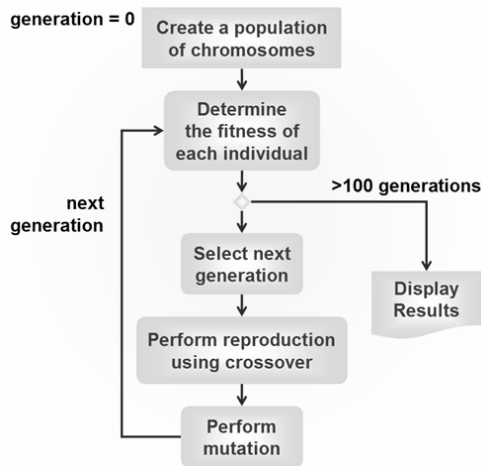 generation = 0
Create a population
of chromosomes
Determine
the fitness of
each individual
>100 generations
next
generation
Select next
generation
Display
Results
Perform reproduction
using crossover
Perform
mutation